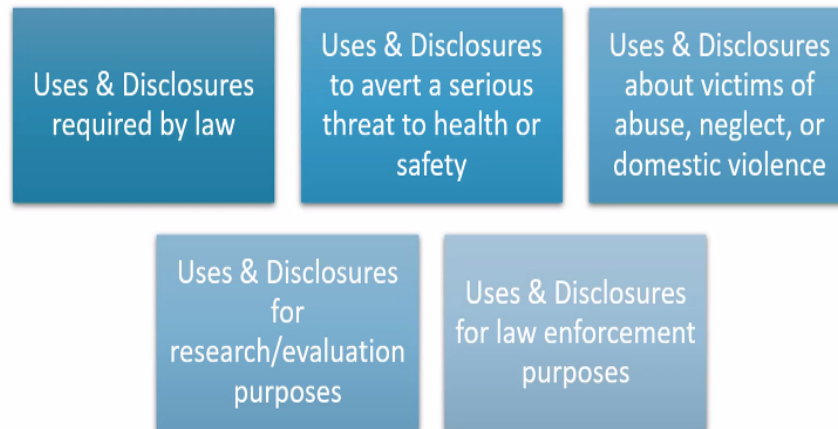 Uses & Disclosures
required by law
Uses & Disclosures
to avert a serious
threat to health or
safety
Uses & Disclosures
about victims of
abuse, neglect, or
domestic violence
Uses & Disclosures
for
research/evaluation
purposes
Uses & Disclosures
for law enforcement
purposes